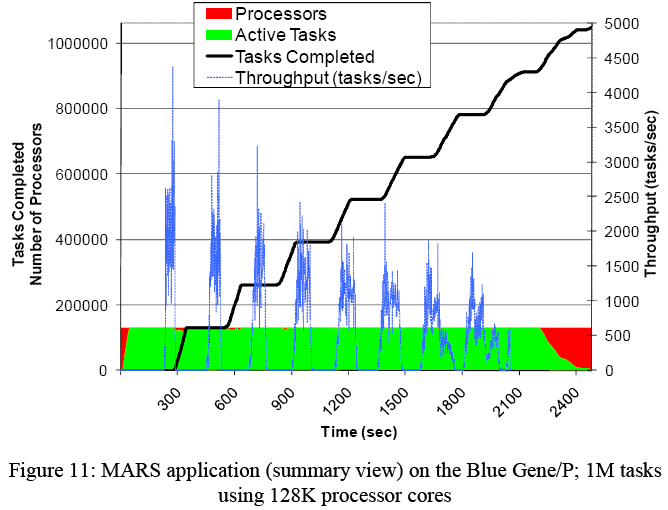 Processors
Active Tasks
Tasks Completed
Throughput (tasks/sec)
1000000
800000
600000
400000
200000
0
Tasks Completed
Number of Processors
5000
4500
4000
3500
3000
2500
2000
1500
1000
500
0
Throughput (tasks/sec)
300
600
900
1200
1500
1800
2100
2400
Time (sec)
Figure 11: MARS application (summary view) on the Blue Gene/P; 1M tasks
using 128K processor cores